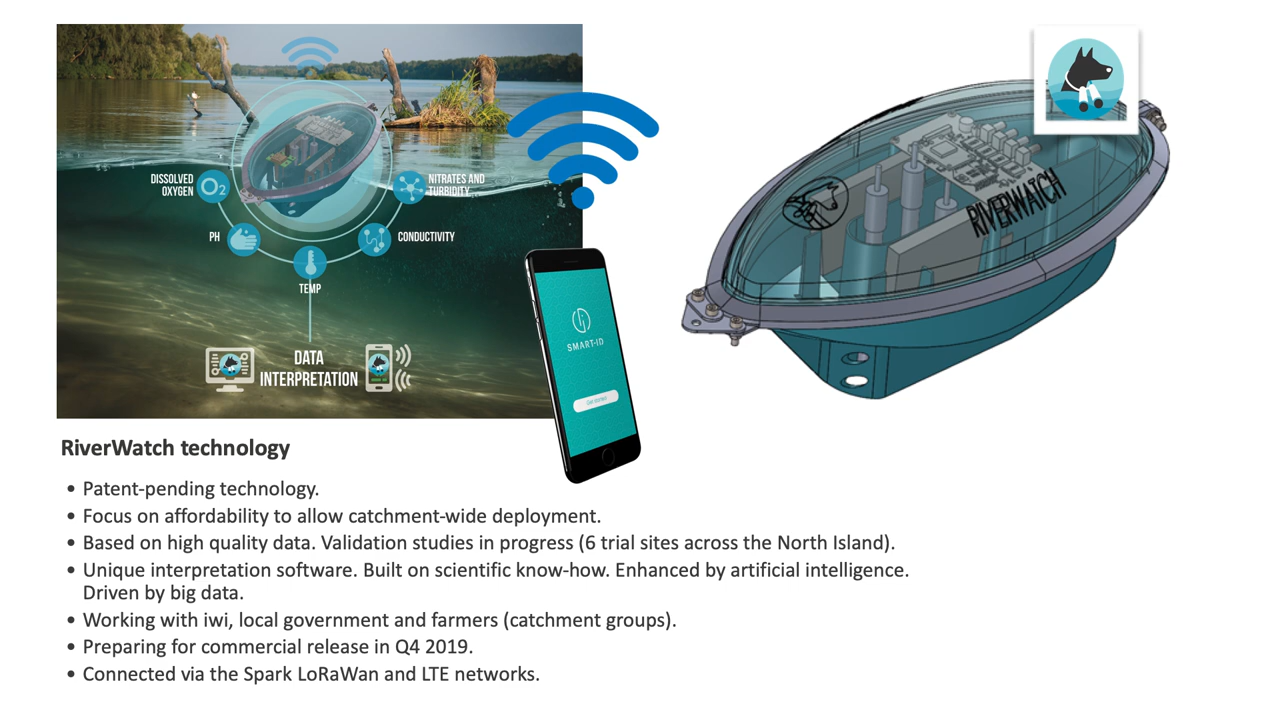 DISSOLVED
OXYGEN
O2
NITRATES AND
TURBIDITY
PH
CONDUCTIVITY
TEMP
DATA
INTERPRETATION
SMART-ID
Get started
RIVERWATCH
RiverWatch technology
• Patent-pending technology.
• Focus on affordability to allow catchment-wide deployment.
• Based on high quality data. Validation studies in progress (6 trial sites across the North Island).
• Unique interpretation software. Built on scientific know-how. Enhanced by artificial intelligence.
Driven by big data.
• Working with iwi, local government and farmers (catchment groups).
• Preparing for commercial release in Q4 2019.
• Connected via the Spark LoRaWan and LTE networks.